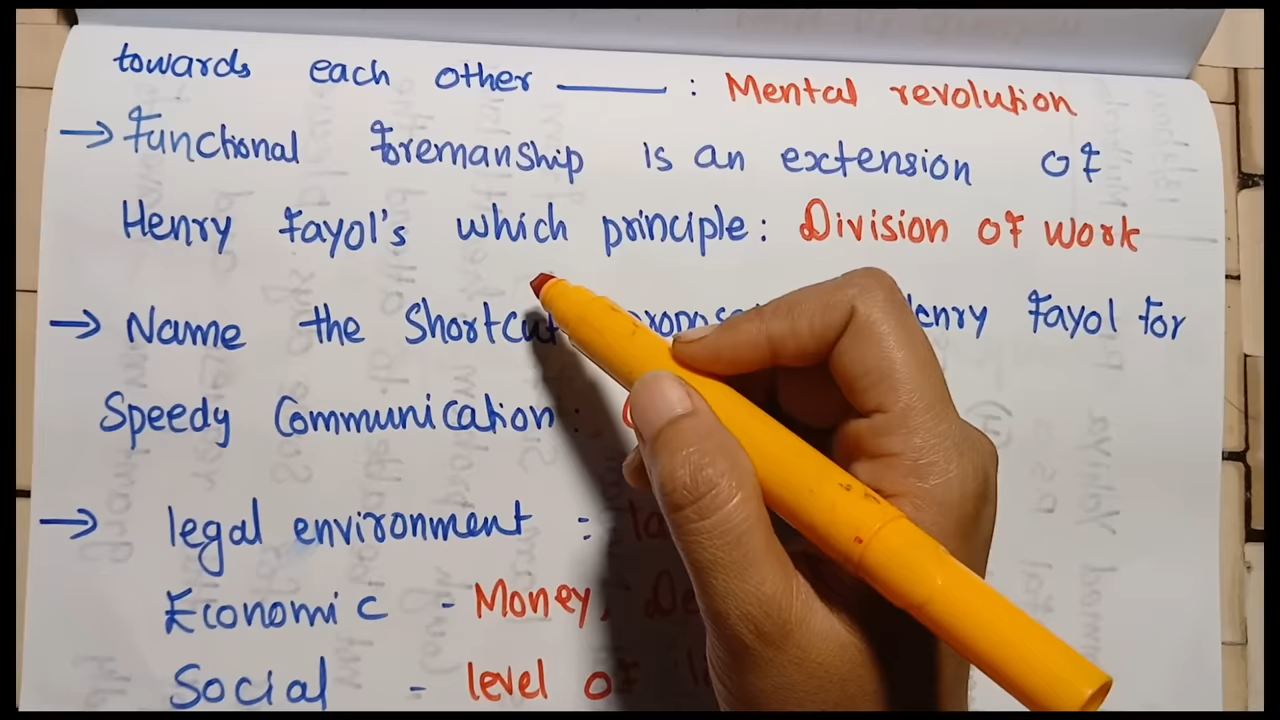 towards each other ____ : Mental revolution
→ Functional Foremanship is an extension of
Henry Fayol's which principle: Division of work
→ Name the Shortcut Henry Fayol for
Speedy Communication :
→ legal environment :
Economic - Money,
Social - level of